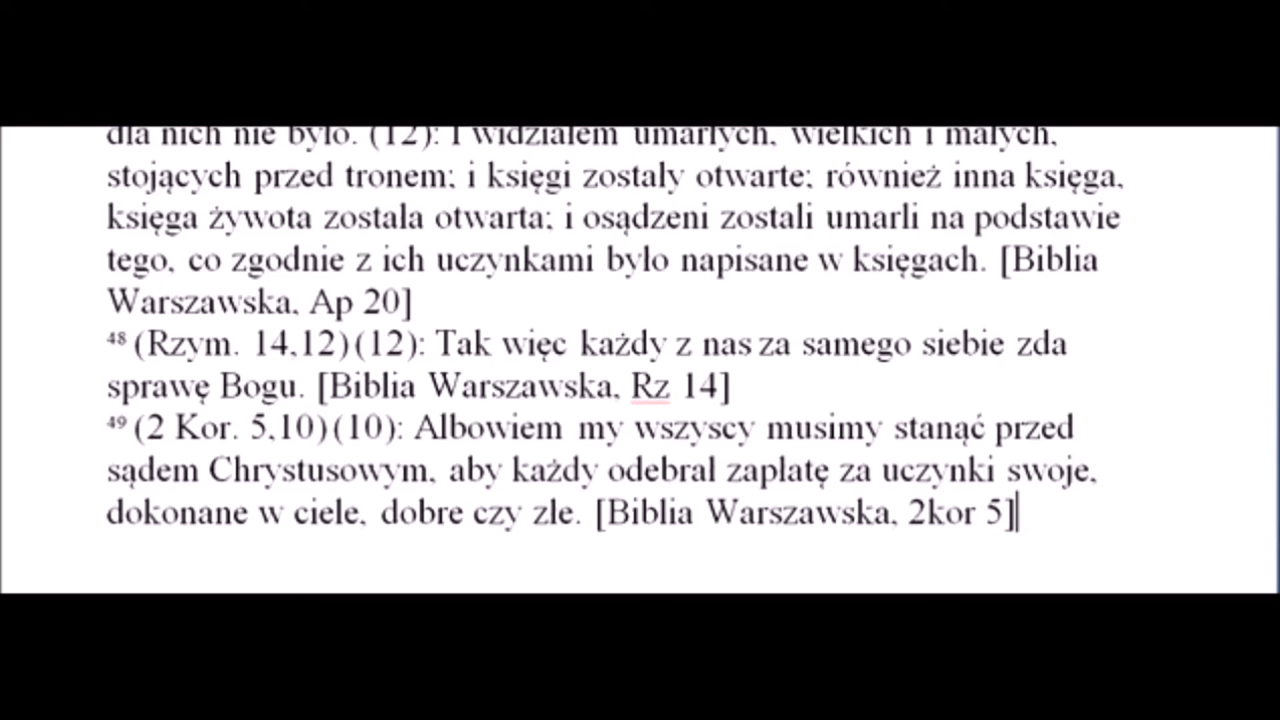 dla nich nie było. (12): I widziałem umarłych, wielkich i małych,
stojących przed tronem; i księgi zostały otwarte; również inna księga,
księga żywota została otwarta; i osądzeni zostali umarli na podstawie
tego, co zgodnie z ich uczynkami było napisane w księgach. [Biblia
Warszawska, Ap 20]
⁴⁸ (Rzym. 14,12)(12): Tak więc każdy z nas za samego siebie zda
sprawę Bogu. [Biblia Warszawska, Rz 14]
⁴⁹ (2 Kor. 5,10)(10): Albowiem my wszyscy musimy stanąć przed
sądem Chrystusowym, aby każdy odebrał zapłatę za uczynki swoje,
dokonane w ciele, dobre czy złe. [Biblia Warszawska, 2kor 5]